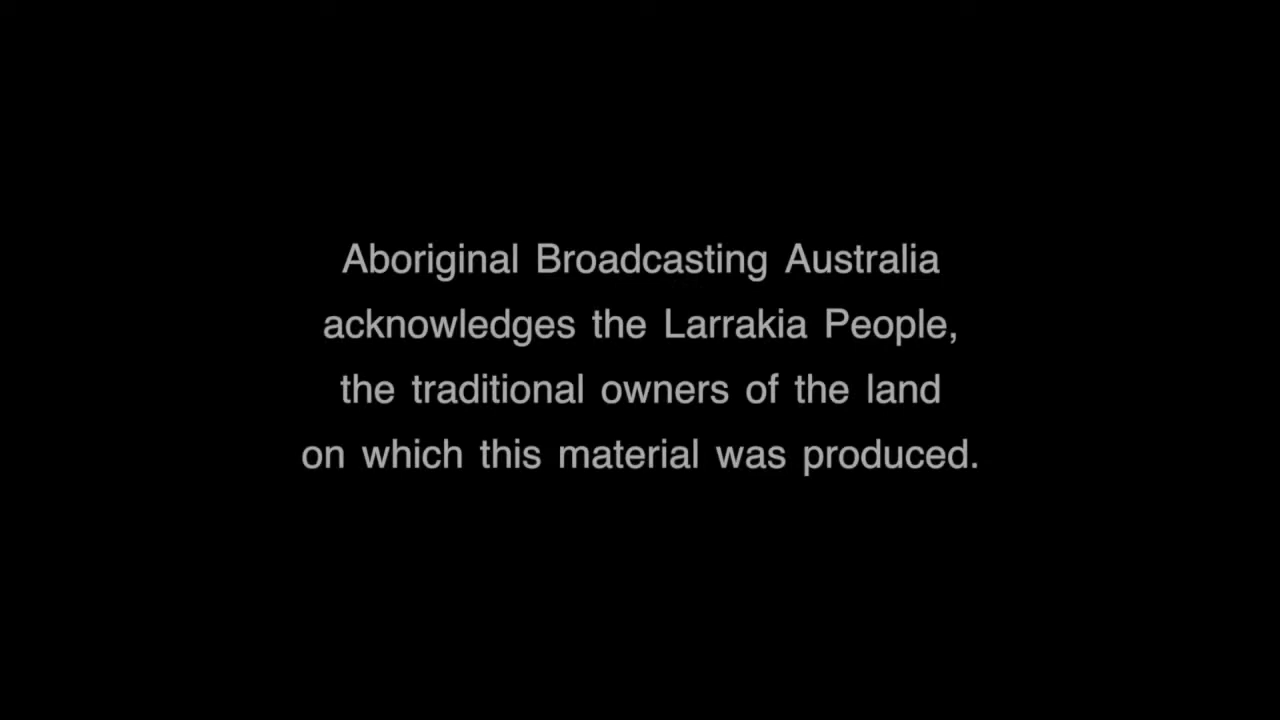 Aboriginal Broadcasting Australia
acknowledges the Larrakia People,
the traditional owners of the land
on which this material was produced.